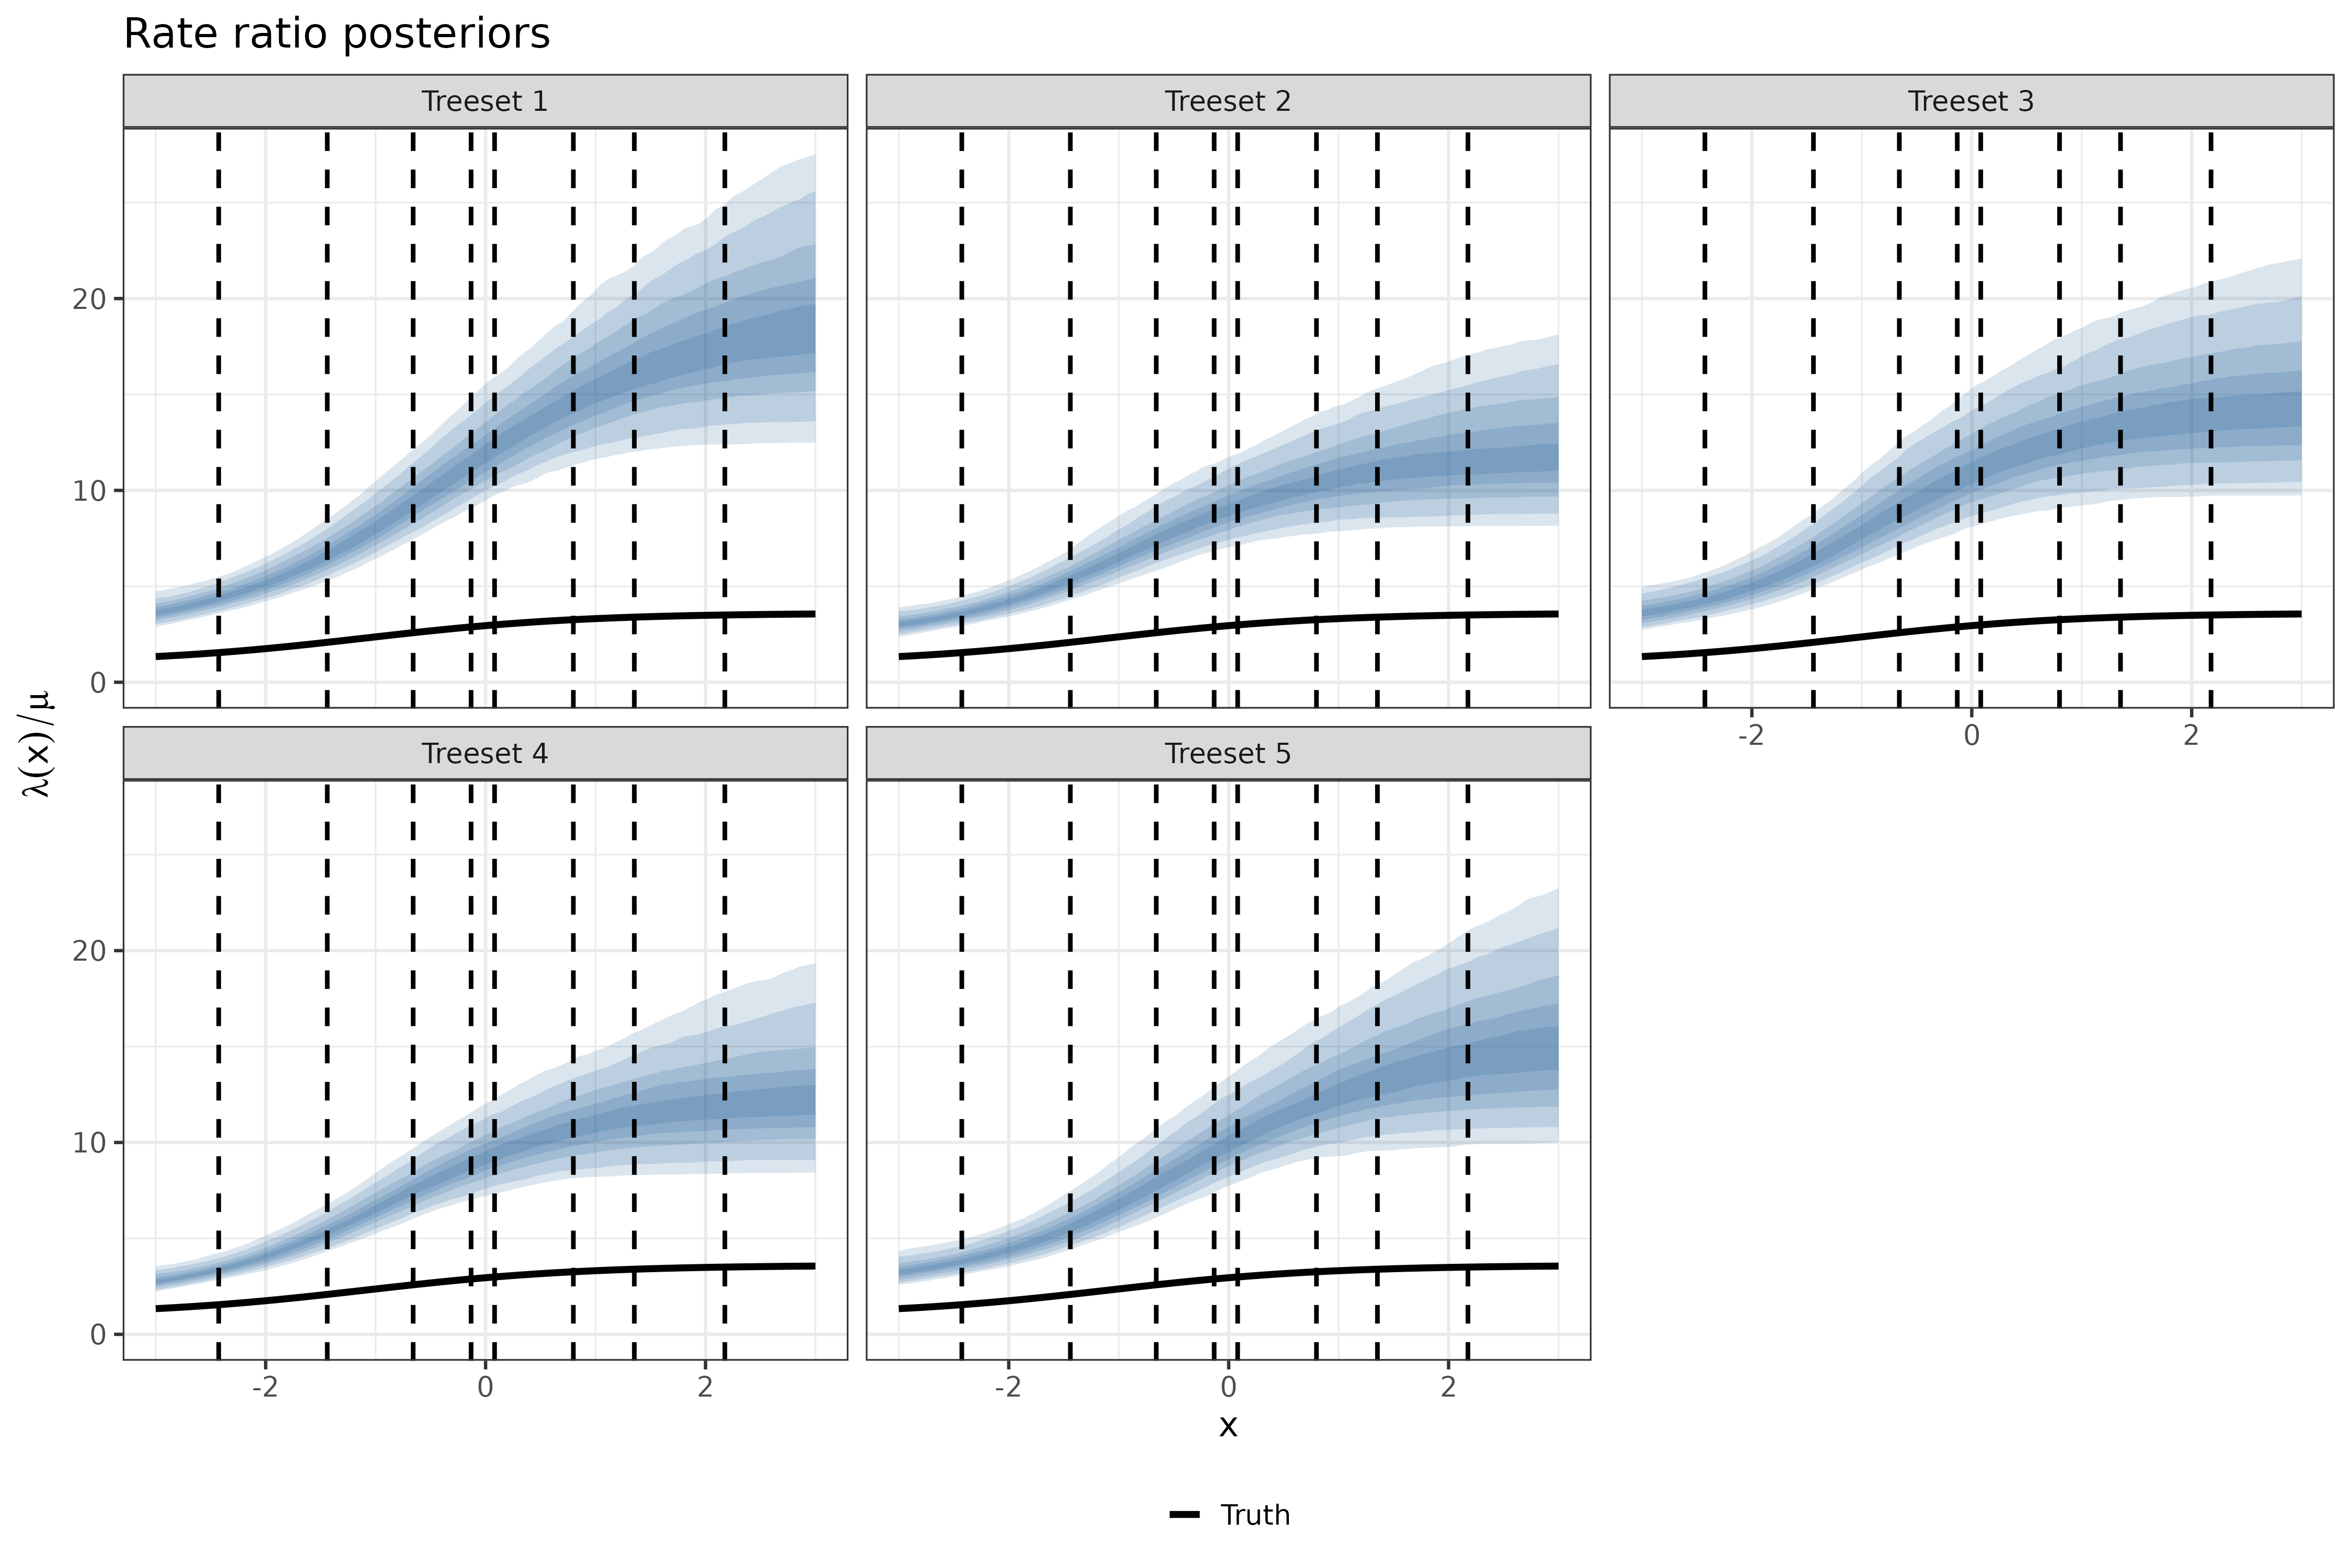 Rate ratio posteriors
Treeset 1
Treeset 2
Treeset 3
20
10
0
-2 0 2
λ(x)/μ
Treeset 4
Treeset 5
20
10
0
-2 0 2
-2 0 2
x
Truth